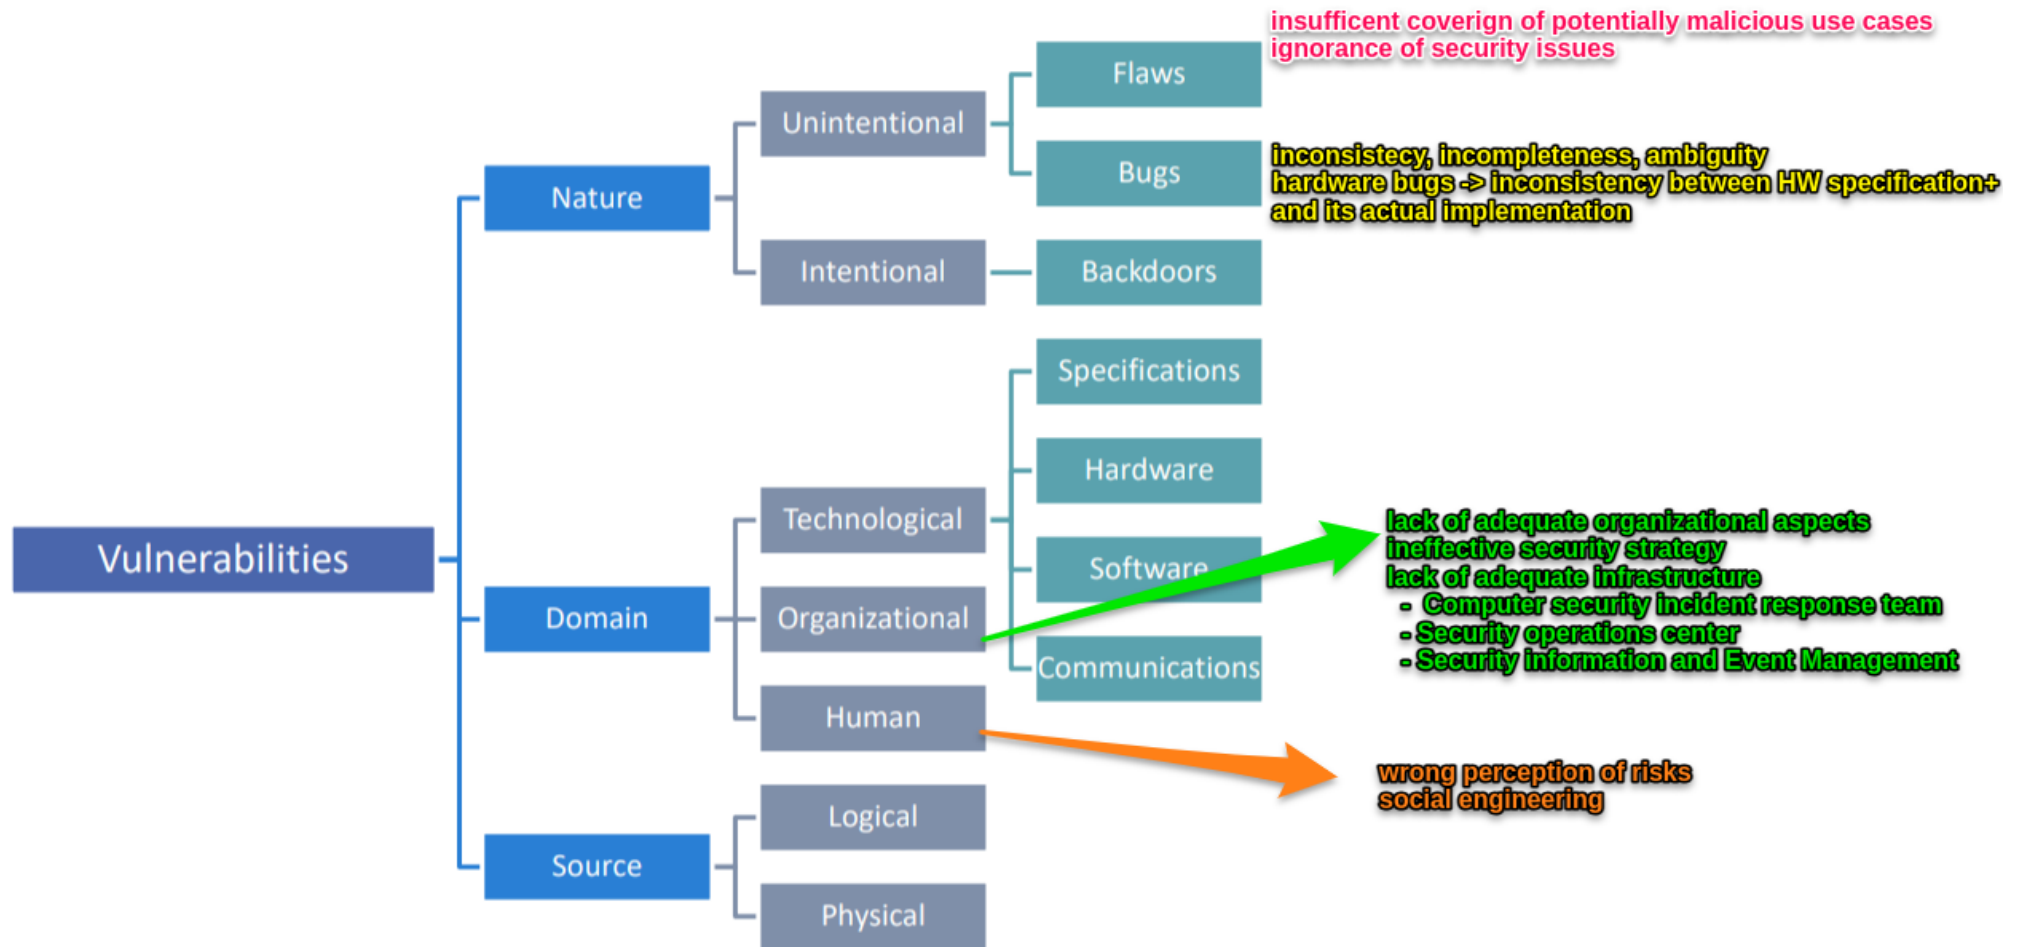 insufficent coverign of potentially malicious use cases
ignorance of security issues
Flaws
Unintentional
Bugs
inconsistecy, incompleteness, ambiguity
hardware bugs -> inconsistency between HW specification+
and its actual implementation
Nature
Intentional
Backdoors
Specifications
Hardware
Technological
lack of adequate organizational aspects
ineffective security strategy
lack of adequate infrastructure
- Computer security incident response team
- Security operations center
- Security information and Event Management
Vulnerabilities
Software
Domain
Organizational
Communications
Human
wrong perception of risks
social engineering
Logical
Source
Physical